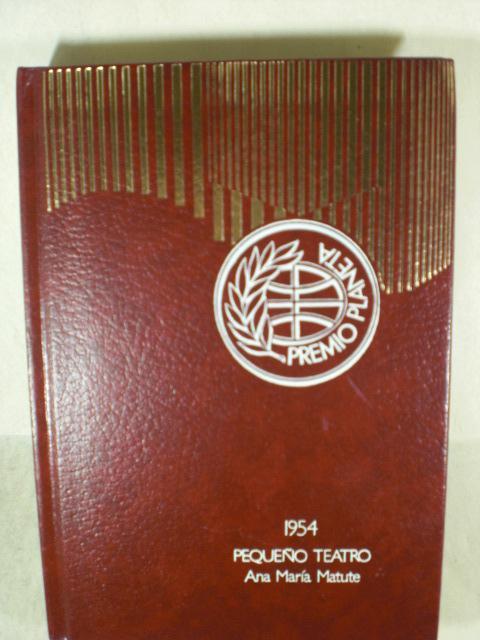 PREMIO PLANETA
1954
PEQUEÑO TEATRO
Ana María Matute